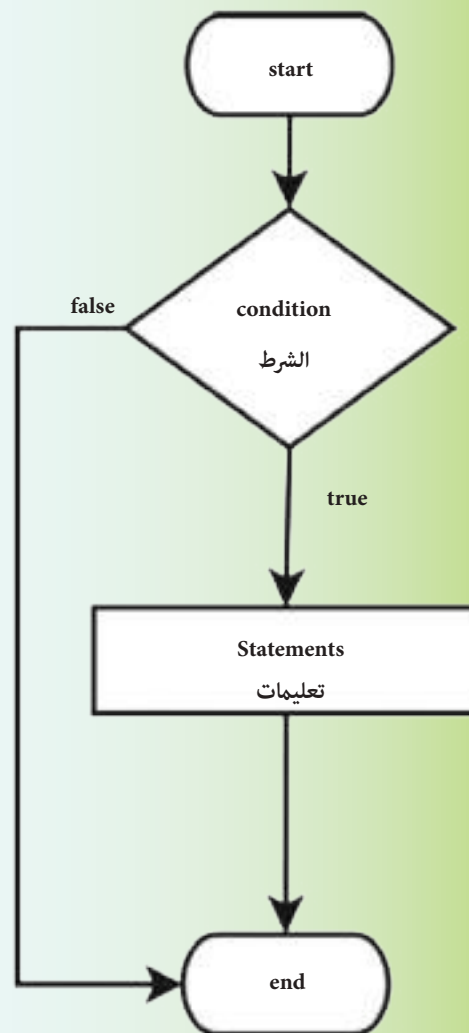 start
false
condition
الشرط
true
Statements
تعليمات
end